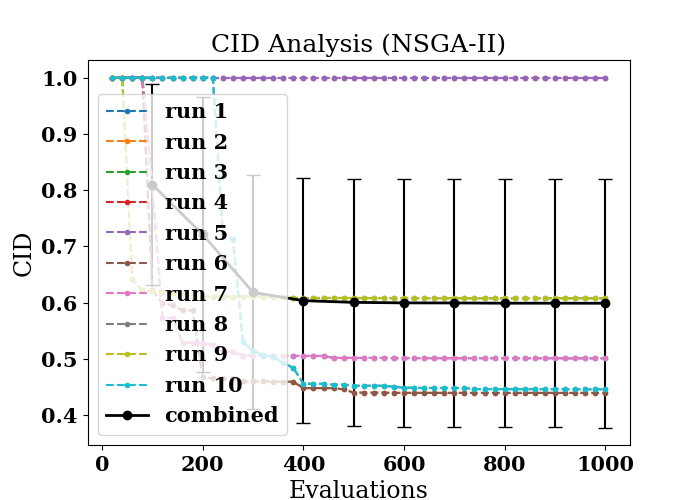 CID Analysis (NSGA-II)
1.0
0.9
0.8
0.7
0.6
0.5
0.4
CID
run 1
run 2
run 3
run 4
run 5
run 6
run 7
run 8
run 9
run 10
combined
0 200 400 600 800 1000
Evaluations